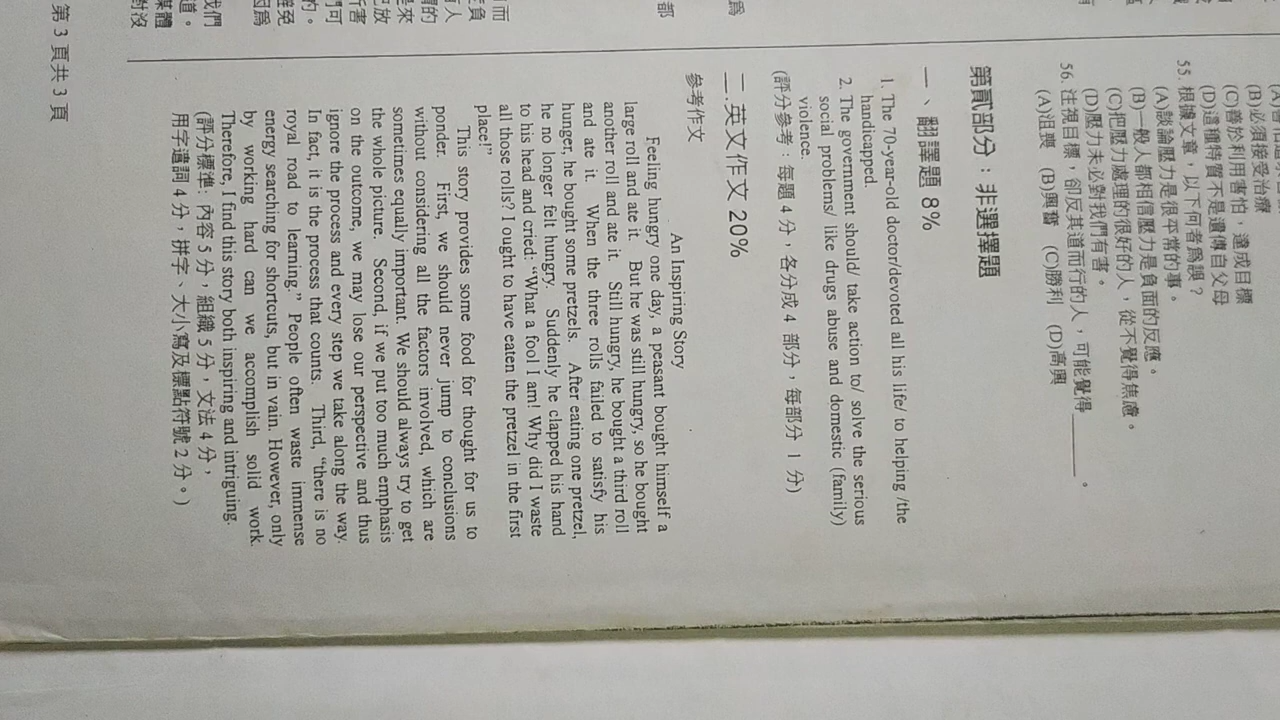 (B)必須接受治療
(C)善於利用害怕，達成目標
(D)這種特質不是遺傳自父母
55. 根據文章，以下何者為誤？
(A)談論壓力是很平常的事。
(B)一般人都相信壓力是負面的反應。
(C)把壓力處理的很好的人，從不覺得焦慮。
(D)壓力未必對我們有害。
56. 注視目標，卻反其道而行的人，可能覺得______。
(A)沮喪 (B)興奮 (C)勝利 (D)高興
第貳部分：非選擇題
一、翻譯題 8%
1. The 70-year-old doctor/devoted all his life/ to helping /the
handicapped.
2. The government should/ take action to/ solve the serious
social problems/ like drugs abuse and domestic (family)
violence.
(評分參考：每題 4 分，各分成 4 部分，每部分 1 分)
二.英文作文 20%
參考作文
An Inspiring Story
Feeling hungry one day, a peasant bought himself a
large roll and ate it. But he was still hungry, so he bought
another roll and ate it. Still hungry, he bought a third roll
and ate it. When the three rolls failed to satisfy his
hunger, he bought some pretzels. After eating one pretzel,
he no longer felt hungry. Suddenly he clapped his hand
to his head and cried: “What a fool I am! Why did I waste
all those rolls? I ought to have eaten the pretzel in the first
place!”
This story provides some food for thought for us to
ponder. First, we should never jump to conclusions
without considering all the factors involved, which are
sometimes equally important. We should always try to get
the whole picture. Second, if we put too much emphasis
on the outcome, we may lose our perspective and thus
ignore the process and every step we take along the way.
In fact, it is the process that counts. Third, “there is no
royal road to learning.” People often waste immense
energy searching for shortcuts, but in vain. However, only
by working hard can we accomplish solid work.
Therefore, I find this story both inspiring and intriguing.
(評分標準: 內容 5 分，組織 5 分，文法 4 分，
用字遣詞 4 分，拼字、大小寫及標點符號 2 分。)
為
都
我們
道。
媒體
對沒
第 3 頁共 3 頁